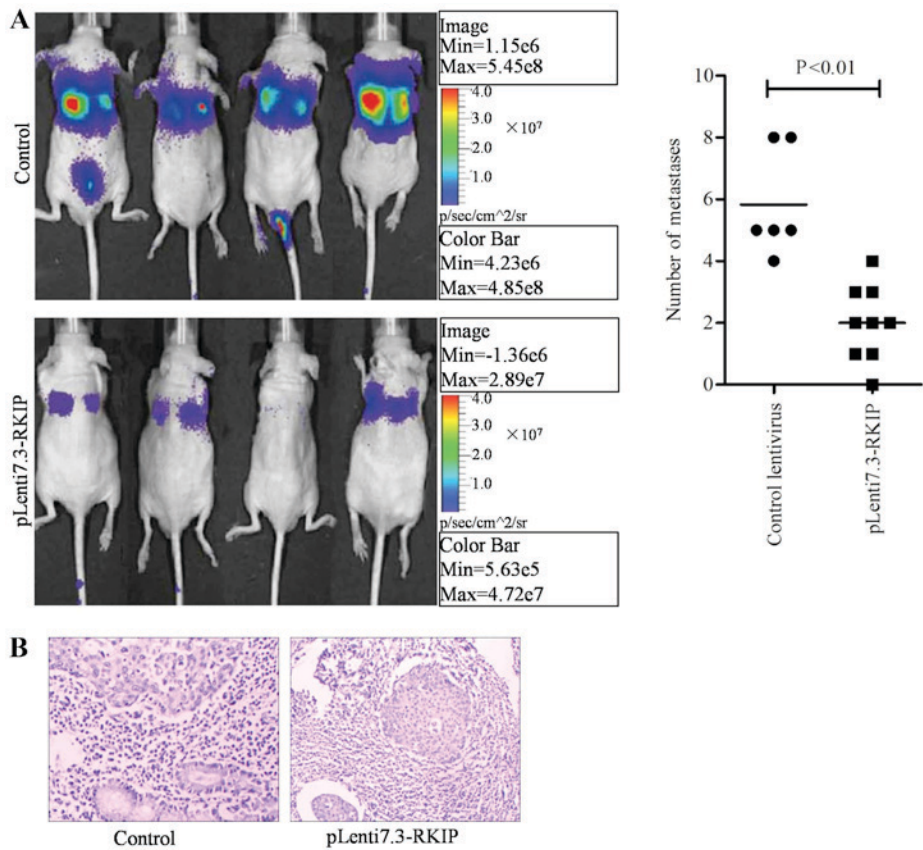 A
Control
Image
Min=1.15e6
Max=5.45e8
4.0
3.0
2.0
1.0
×10⁷
p/sec/cm^2/sr
Color Bar
Min=4.23e6
Max=4.85e8
pLenti7.3-RKIP
Image
Min=-1.36e6
Max=2.89e7
4.0
3.0
2.0
1.0
×10⁷
p/sec/cm^2/sr
Color Bar
Min=5.63e5
Max=4.72e7
P<0.01
Number of metastases
10
8
6
4
2
0
Control lentivirus
pLenti7.3-RKIP
B
Control
pLenti7.3-RKIP